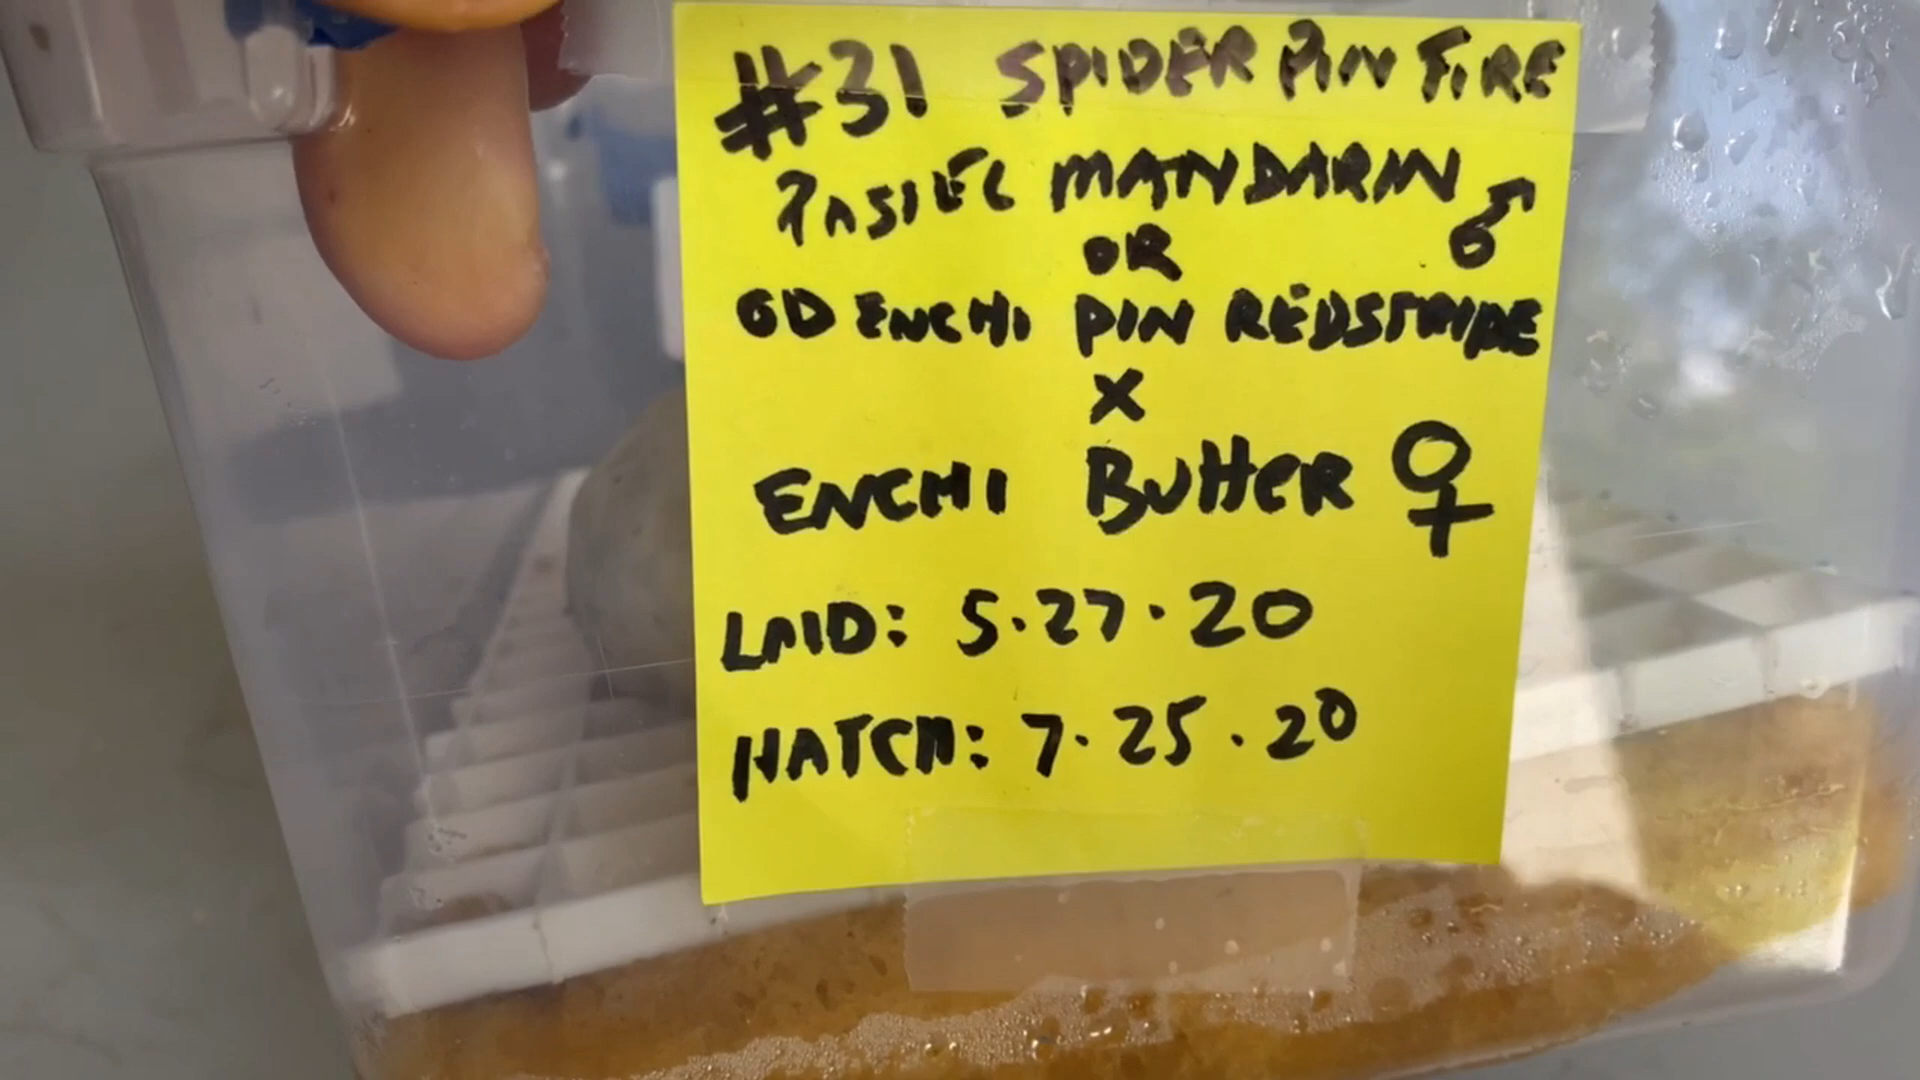 #31 SPIDER PIN FIRE
PASTEL MANDARIN ♂
OR
OD ENCHI PIN REDSTRIPE
X
ENCHI BUTTER ♀
LAID: 5.27.20
HATCH: 7.25.20